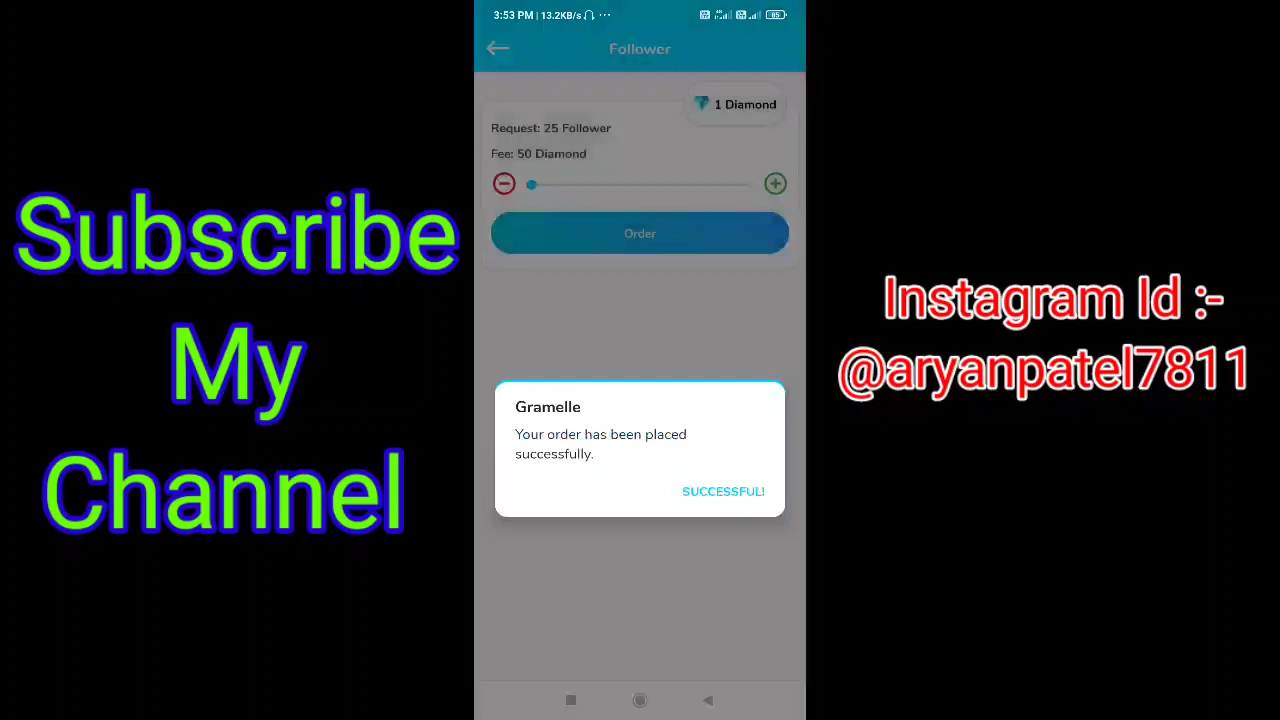 Subscribe
My
Channel
3:53 PM | 13.2KB/s ...
85
Follower
1 Diamond
Request: 25 Follower
Fee: 50 Diamond
Order
Gramelle
Your order has been placed
successfully.
SUCCESSFUL!
Instagram Id :-
@aryanpatel7811